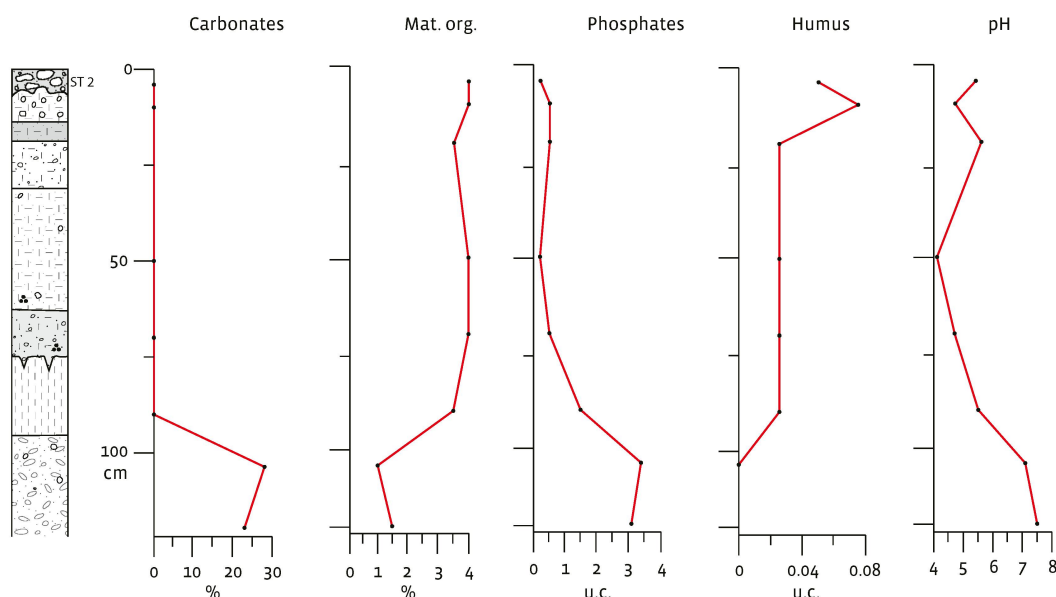 Carbonates Mat. org. Phosphates Humus pH
0
ST 2
50
100
cm
0 10 20 30 0 1 2 3 4 0 1 2 3 4 0 0.04 0.08 4 5 6 7 8
% % u.c. u.c.